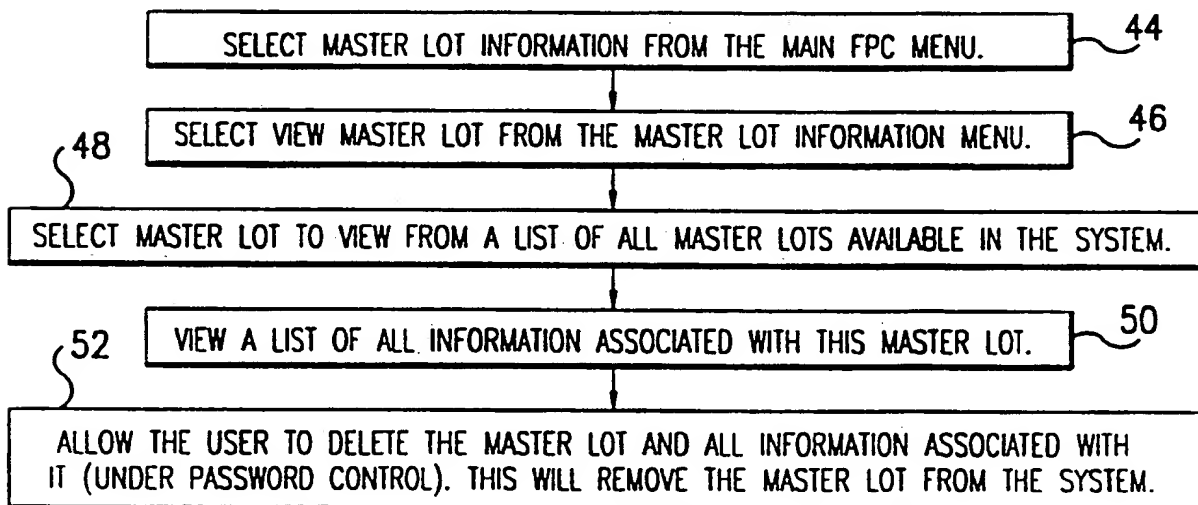 SELECT MASTER LOT INFORMATION FROM THE MAIN FPC MENU.
44
SELECT VIEW MASTER LOT FROM THE MASTER LOT INFORMATION MENU.
46
48
SELECT MASTER LOT TO VIEW FROM A LIST OF ALL MASTER LOTS AVAILABLE IN THE SYSTEM.
VIEW A LIST OF ALL INFORMATION ASSOCIATED WITH THIS MASTER LOT.
50
52
ALLOW THE USER TO DELETE THE MASTER LOT AND ALL INFORMATION ASSOCIATED WITH
IT (UNDER PASSWORD CONTROL). THIS WILL REMOVE THE MASTER LOT FROM THE SYSTEM.